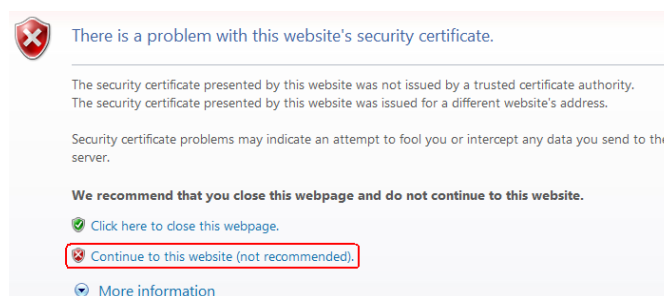 There is a problem with this website's security certificate.
The security certificate presented by this website was not issued by a trusted certificate authority.
The security certificate presented by this website was issued for a different website's address.
Security certificate problems may indicate an attempt to fool you or intercept any data you send to the
server.
We recommend that you close this webpage and do not continue to this website.
Click here to close this webpage.
Continue to this website (not recommended).
More information